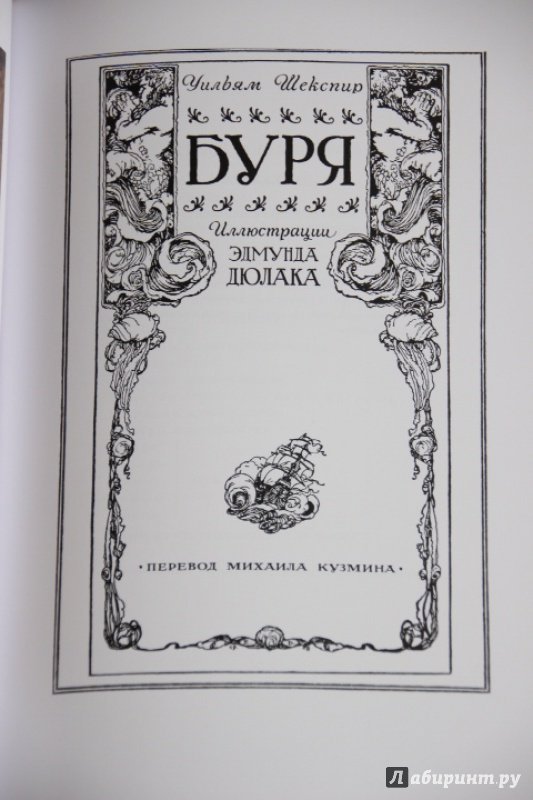 Уильям Шекспир
БУРЯ
Иллюстрации
ЭДМУНДА
ДЮЛАКА
· ПЕРЕВОД МИХАИЛА КУЗМИНА ·
Лабиринт.ру